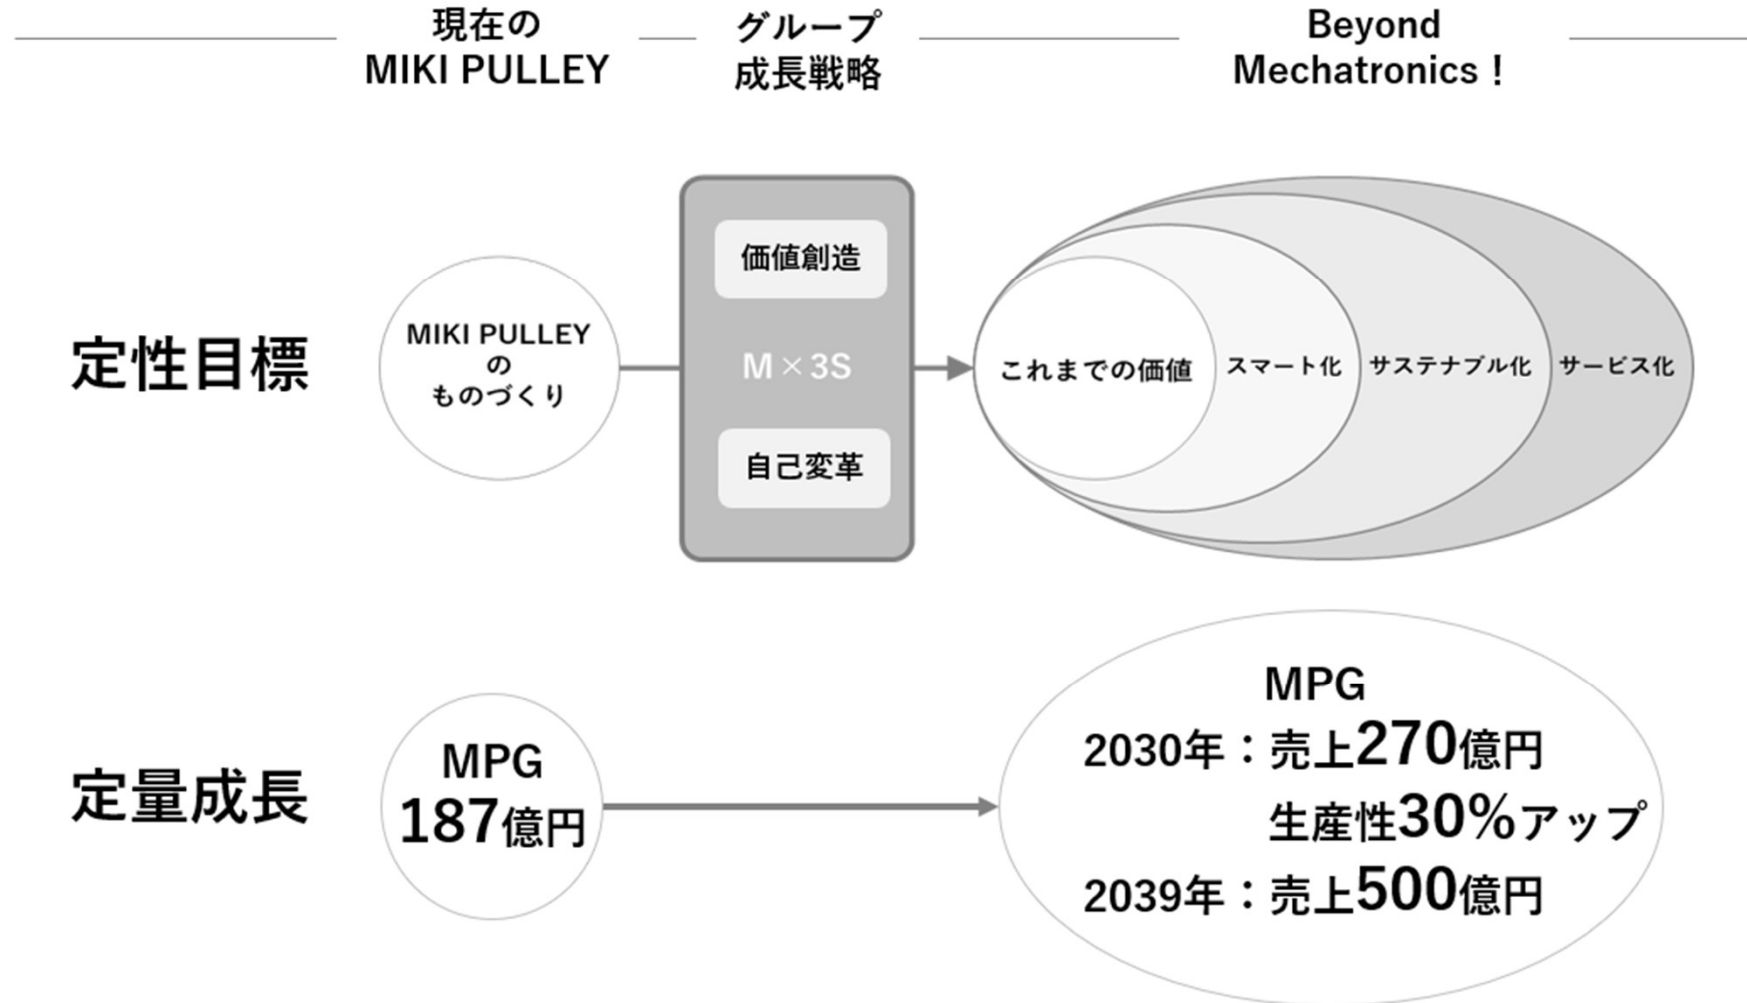 現在の
MIKI PULLEY
グループ
成長戦略
Beyond
Mechatronics！
定性目標
MIKI PULLEY
の
ものづくり
価値創造
M×3S
自己変革
これまでの価値
スマート化
サステナブル化
サービス化
定量成長
MPG
187億円
MPG
2030年：売上270億円
生産性30%アップ
2039年：売上500億円